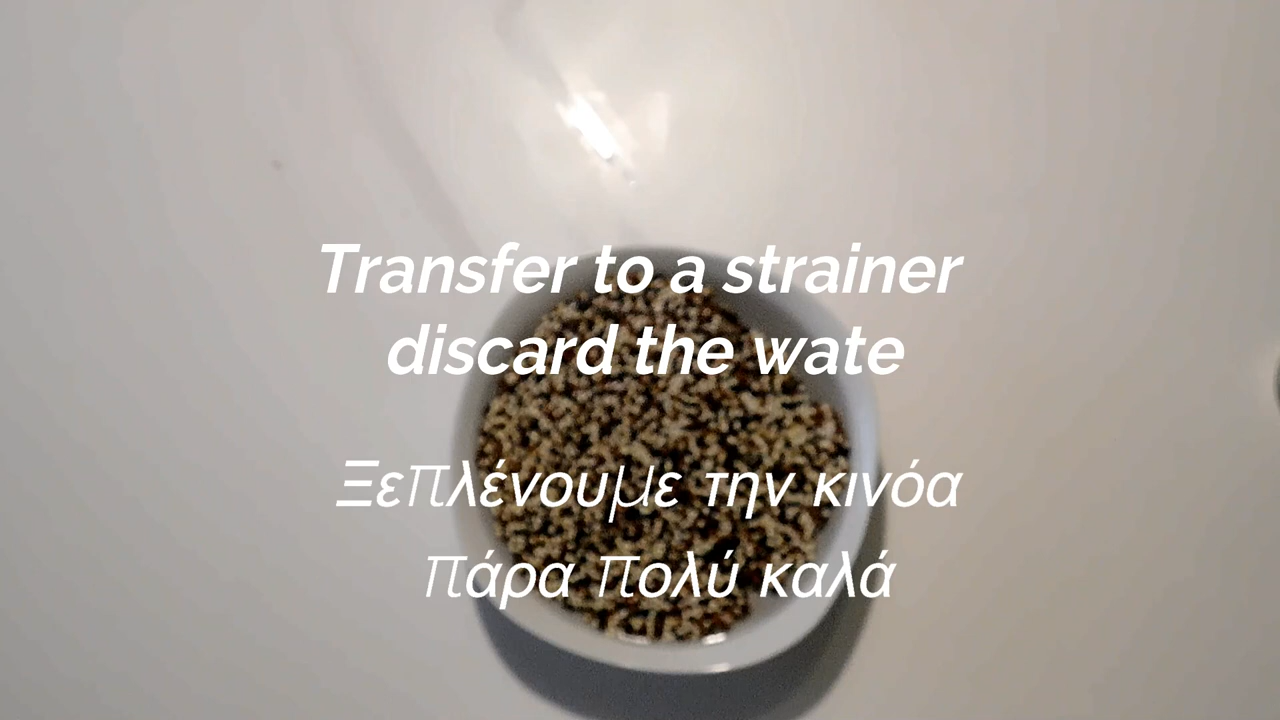 Transfer to a strainer
discard the wate
Ξεπλένουμε την κινόα
πάρα πολύ καλά